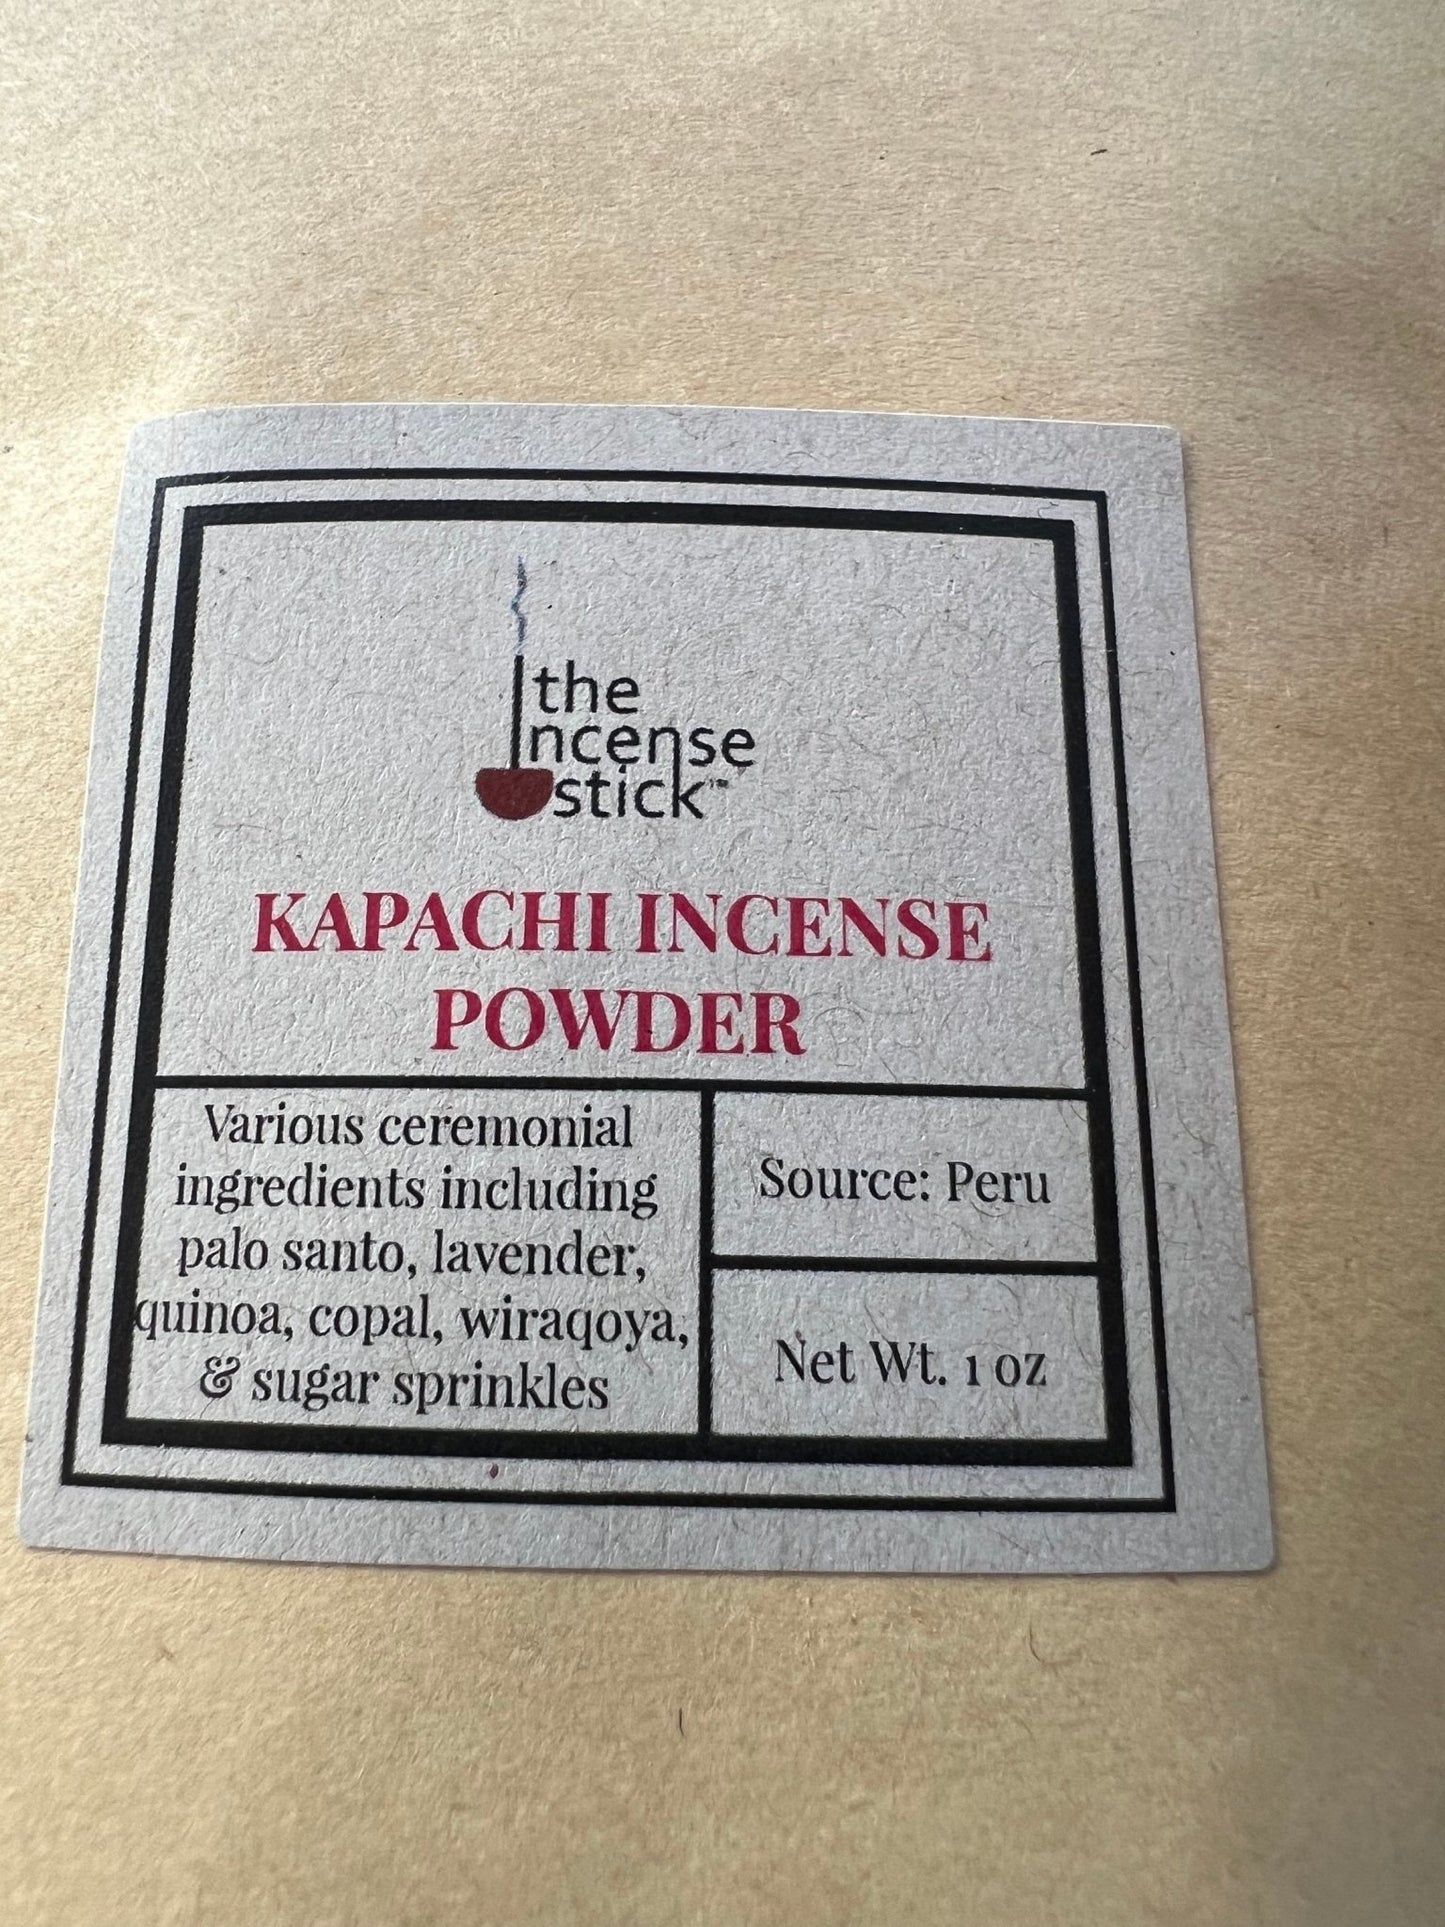 the
Incense
stick™
KAPACHI INCENSE
POWDER
Various ceremonial
ingredients including
palo santo, lavender,
quinoa, copal, wiraqoya,
& sugar sprinkles
Source: Peru
Net Wt. 1 oz